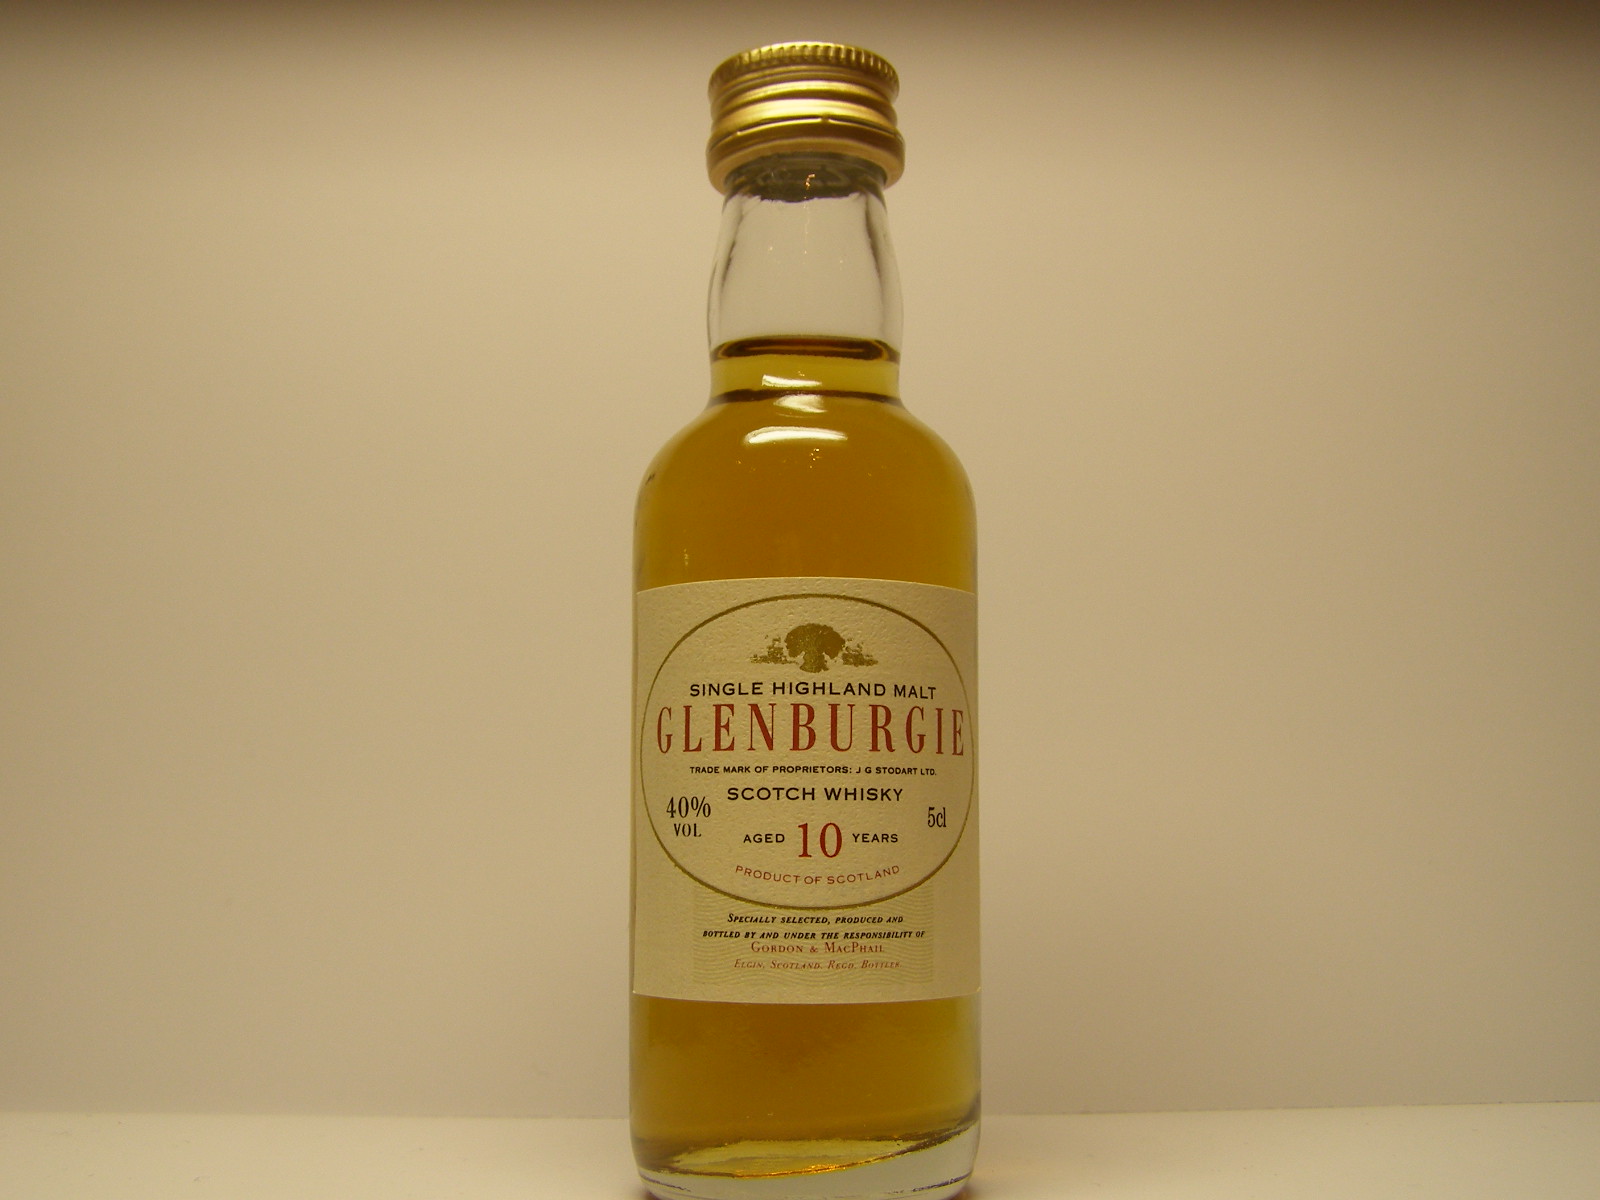 SINGLE HIGHLAND MALT
GLENBURGIE
TRADE MARK OF PROPRIETORS: J G STODART LTD.
SCOTCH WHISKY
40%
VOL
5cl
AGED 10 YEARS
PRODUCT OF SCOTLAND
SPECIALLY SELECTED, PRODUCED AND
BOTTLED BY AND UNDER THE RESPONSIBILITY OF
GORDON & MACPHAIL
ELGIN, SCOTLAND. REGD. BOTTLER